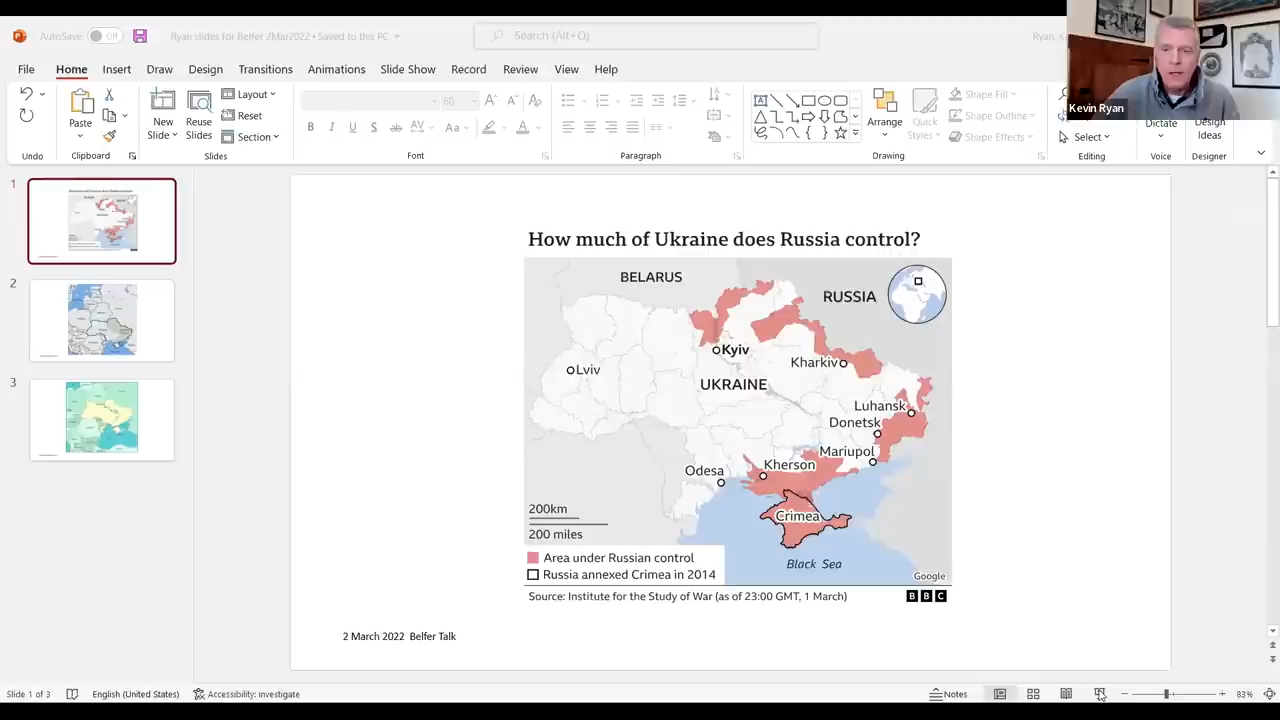 AutoSave Off
Ryan slides for Belfer 2Mar2022 • Saved to this PC
Search (Alt+Q)
Ryan,
Kevin Ryan
File Home Insert Draw Design Transitions Animations Slide Show Record Review View Help
Paste
New Slide
Reuse Slides
Layout
Reset
Section
60
Arrange
Quick Styles
Shape Fill
Shape Outline
Shape Effects
Select
Dictate
Design Ideas
Undo Clipboard Slides Font Paragraph Drawing Editing Voice Designer
1
2
3
How much of Ukraine does Russia control?
BELARUS
RUSSIA
Kyiv
Kharkiv
Lviv
UKRAINE
Luhansk
Donetsk
Mariupol
Kherson
Odesa
Crimea
200km
200 miles
Black Sea
Area under Russian control
Russia annexed Crimea in 2014
Google
Source: Institute for the Study of War (as of 23:00 GMT, 1 March)
BBC
2 March 2022 Belfer Talk
Slide 1 of 3
English (United States)
Accessibility: Investigate
Notes
83%